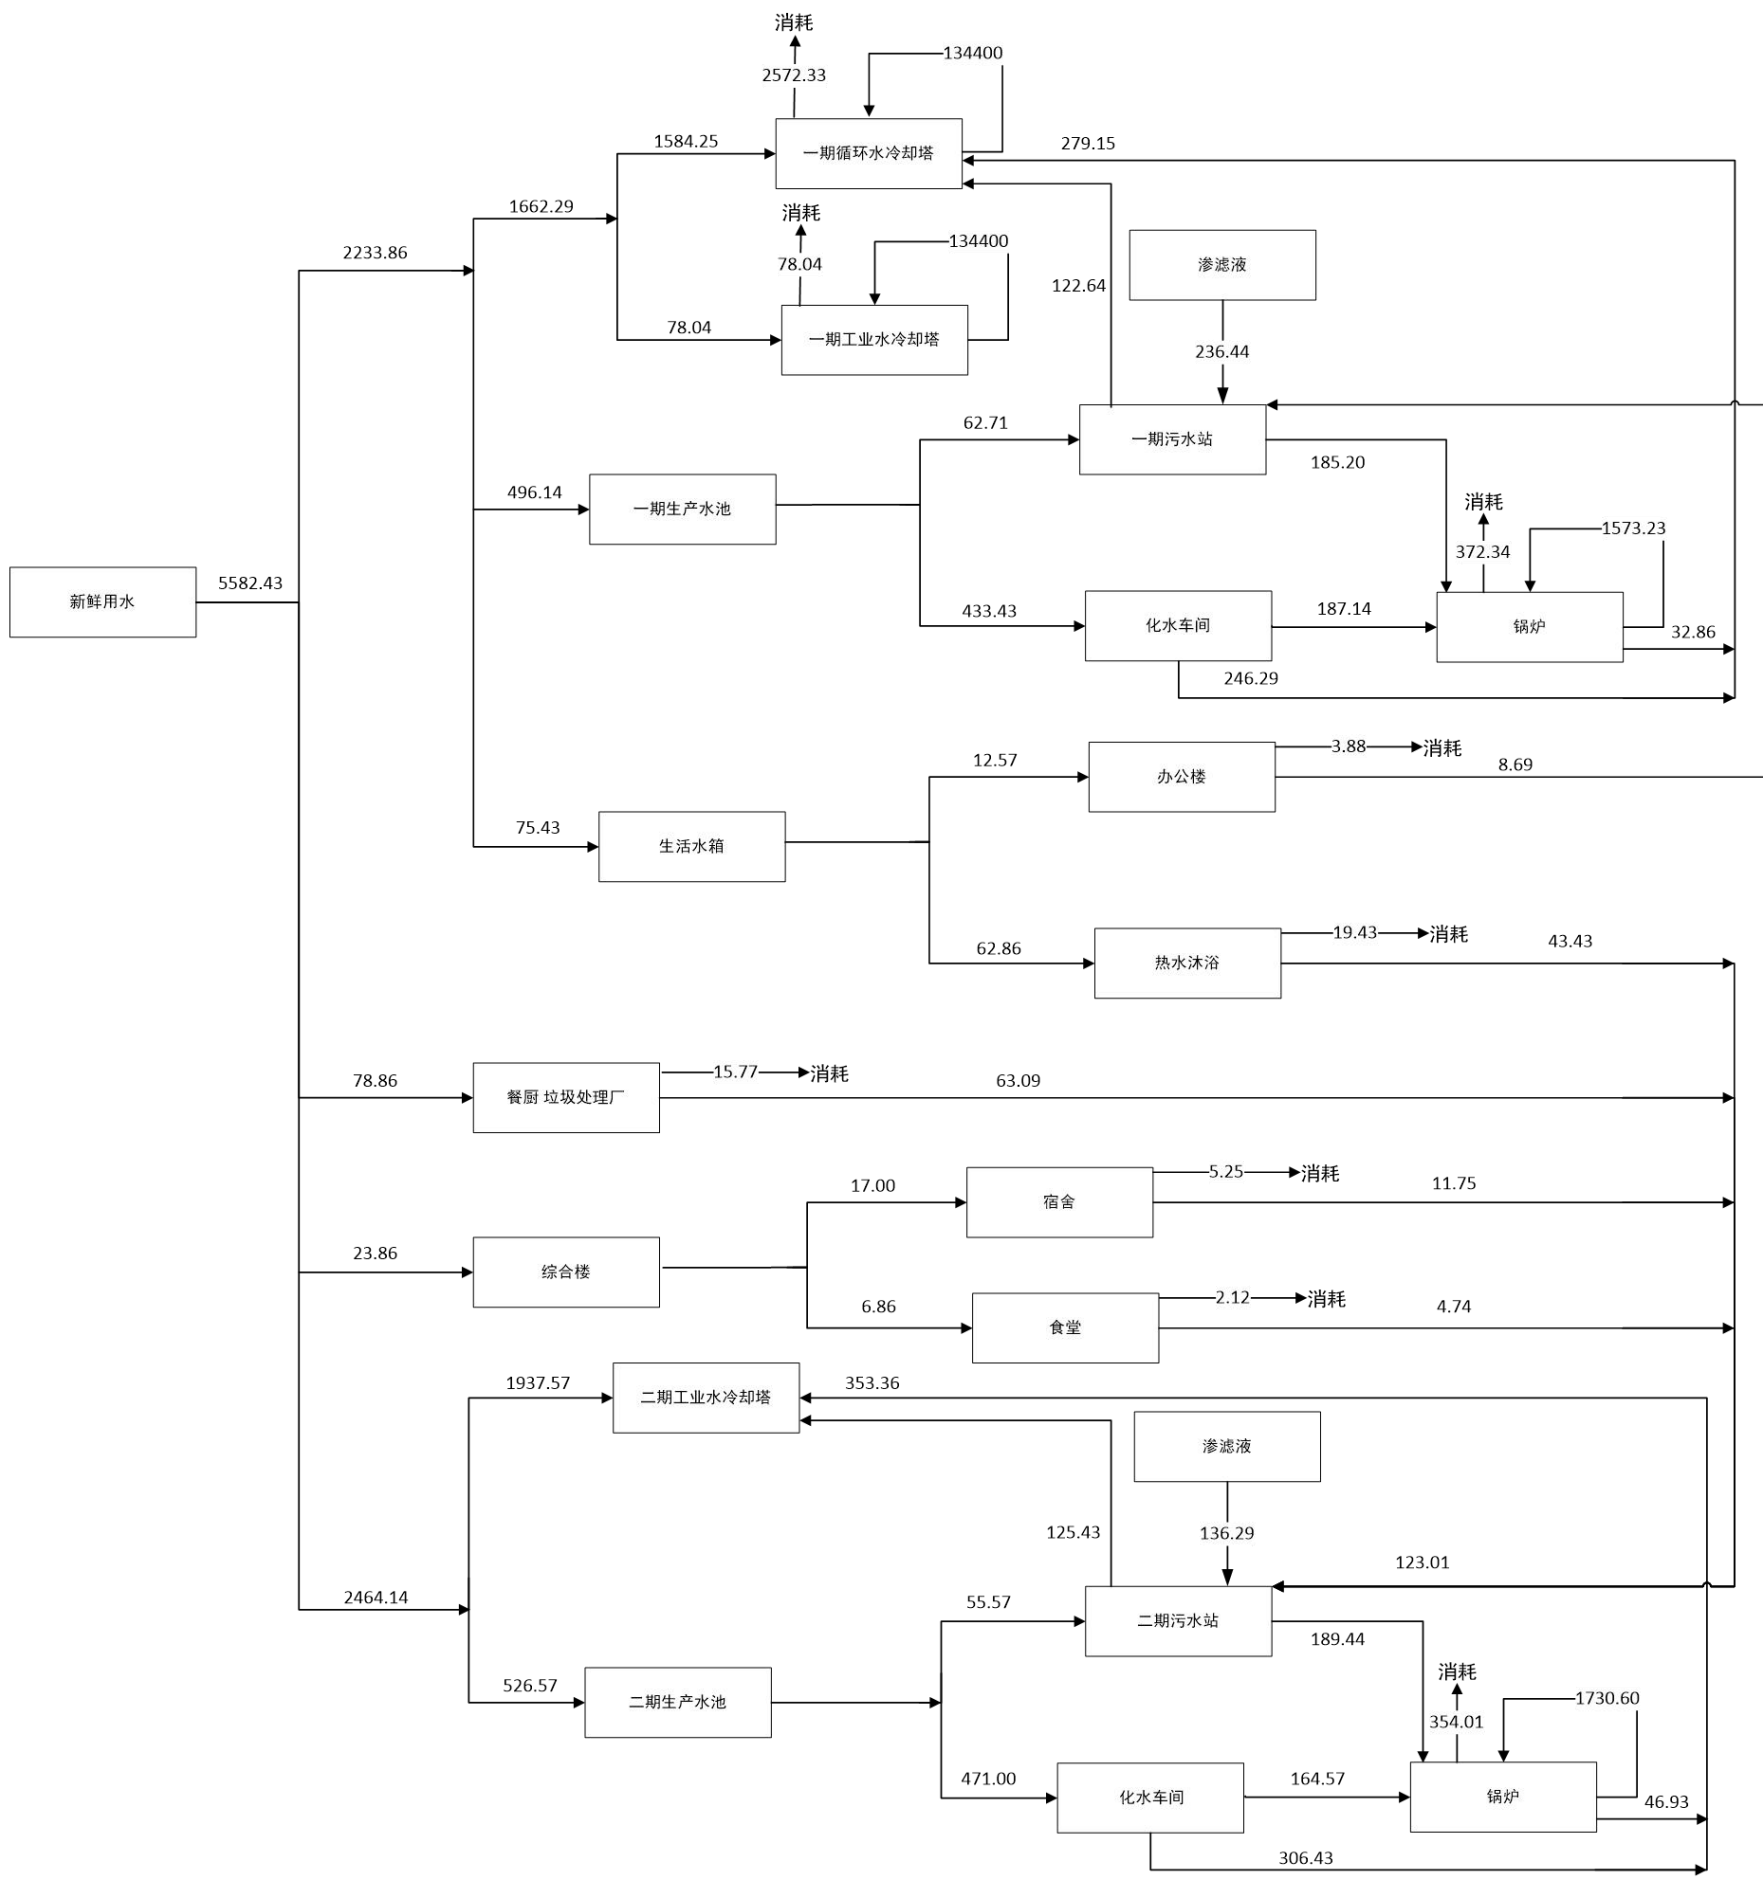 消耗
2572.33
134400
1584.25
一期循环水冷却塔
279.15
1662.29
消耗
78.04
134400
2233.86
122.64
渗滤液
78.04
一期工业水冷却塔
236.44
62.71
一期污水站
185.20
496.14
一期生产水池
消耗
372.34
1573.23
新鲜用水
5582.43
433.43
化水车间
187.14
锅炉
32.86
246.29
12.57
办公楼
3.88
消耗
8.69
75.43
生活水箱
62.86
热水沐浴
19.43
消耗
43.43
78.86
餐厨 垃圾处理厂
15.77
消耗
63.09
17.00
宿舍
5.25
消耗
11.75
23.86
综合楼
6.86
食堂
2.12
消耗
4.74
1937.57
二期工业水冷却塔
353.36
渗滤液
125.43
136.29
123.01
2464.14
55.57
二期污水站
189.44
526.57
二期生产水池
消耗
354.01
1730.60
471.00
化水车间
164.57
锅炉
46.93
306.43